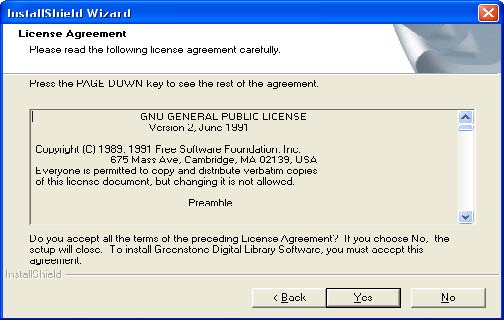 InstallShield Wizard
License Agreement
Please read the following license agreement carefully.
Press the PAGE DOWN key to see the rest of the agreement.
GNU GENERAL PUBLIC LICENSE
Version 2, June 1991
Copyright (C) 1989, 1991 Free Software Foundation, Inc.
675 Mass Ave, Cambridge, MA 02139, USA
Everyone is permitted to copy and distribute verbatim copies
of this license document, but changing it is not allowed.
Preamble
Do you accept all the terms of the preceding License Agreement? If you choose No, the
setup will close. To install Greenstone Digital Library Software, you must accept this
agreement.
InstallShield
< Back
Yes
No